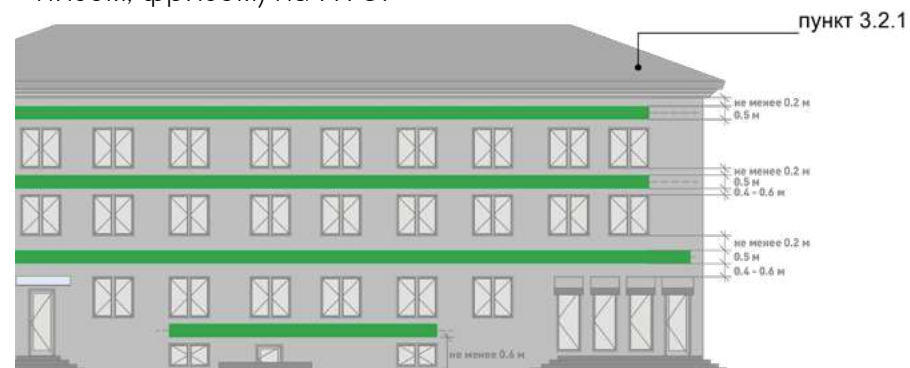 пункт 3.2.1
не менее 0.2 м
0.5 м
не менее 0.2 м
0.5 м
0.4 - 0.6 м
не менее 0.2 м
0.5 м
0.4 - 0.6 м
не менее 0.6 м